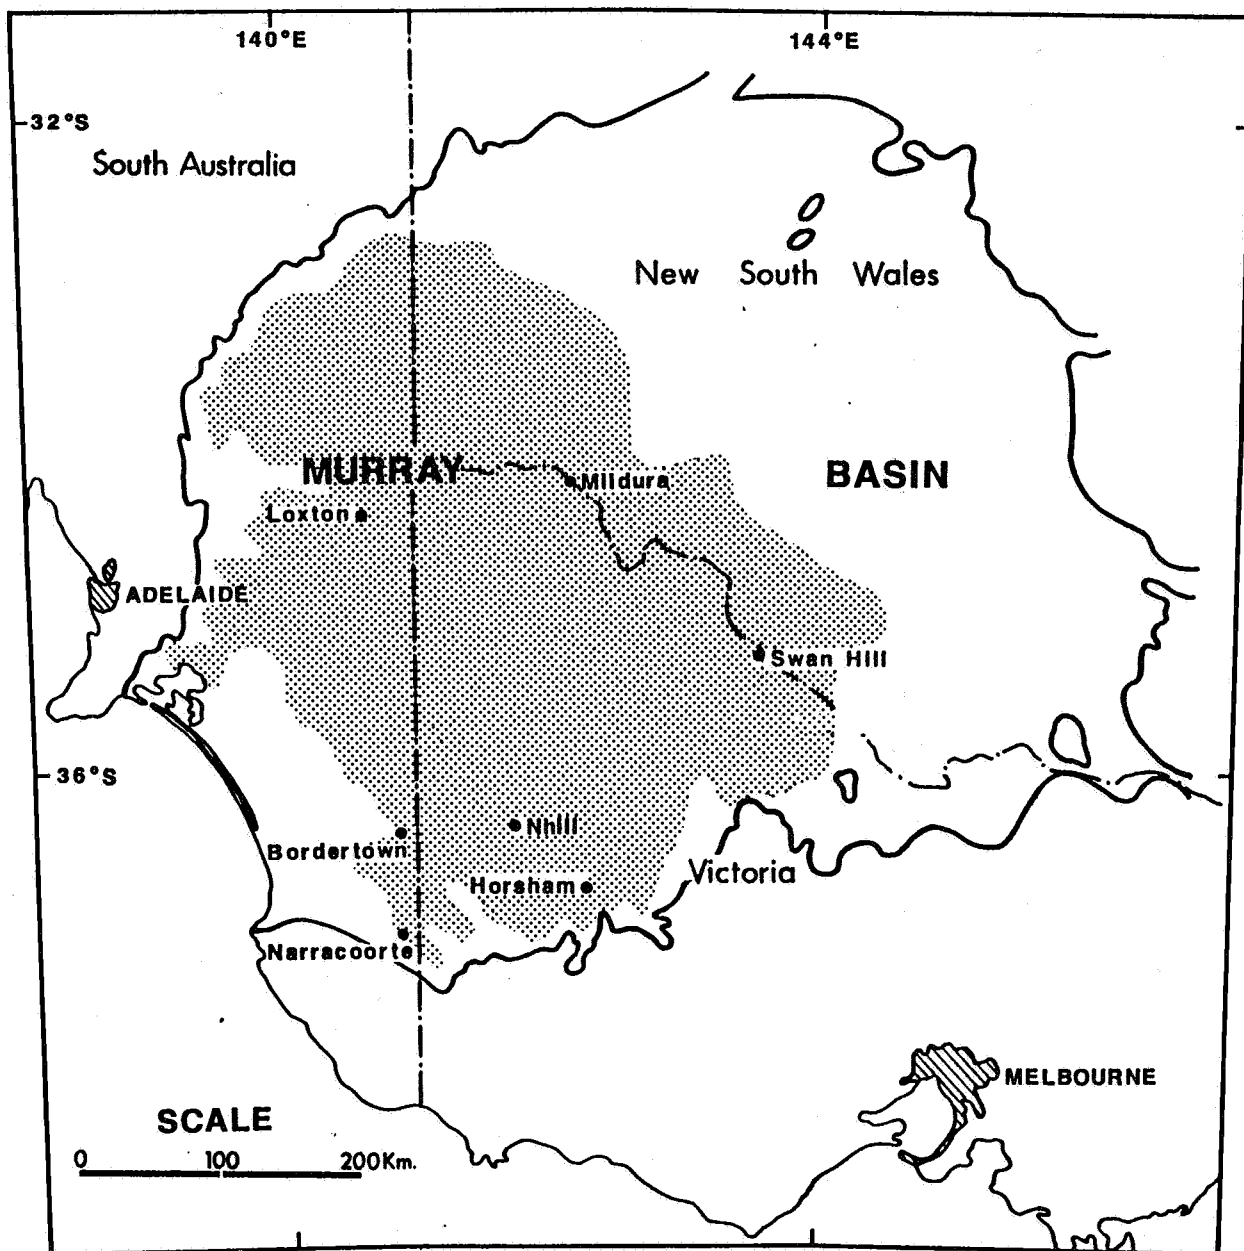 140°E
144°E
32°S
South Australia
New South Wales
MURRAY
BASIN
Mildura
Loxton
ADELAIDE
Swan Hill
36°S
Nhill
Bordertown
Victoria
Horsham
Narracoorte
MELBOURNE
SCALE
0 100 200Km.